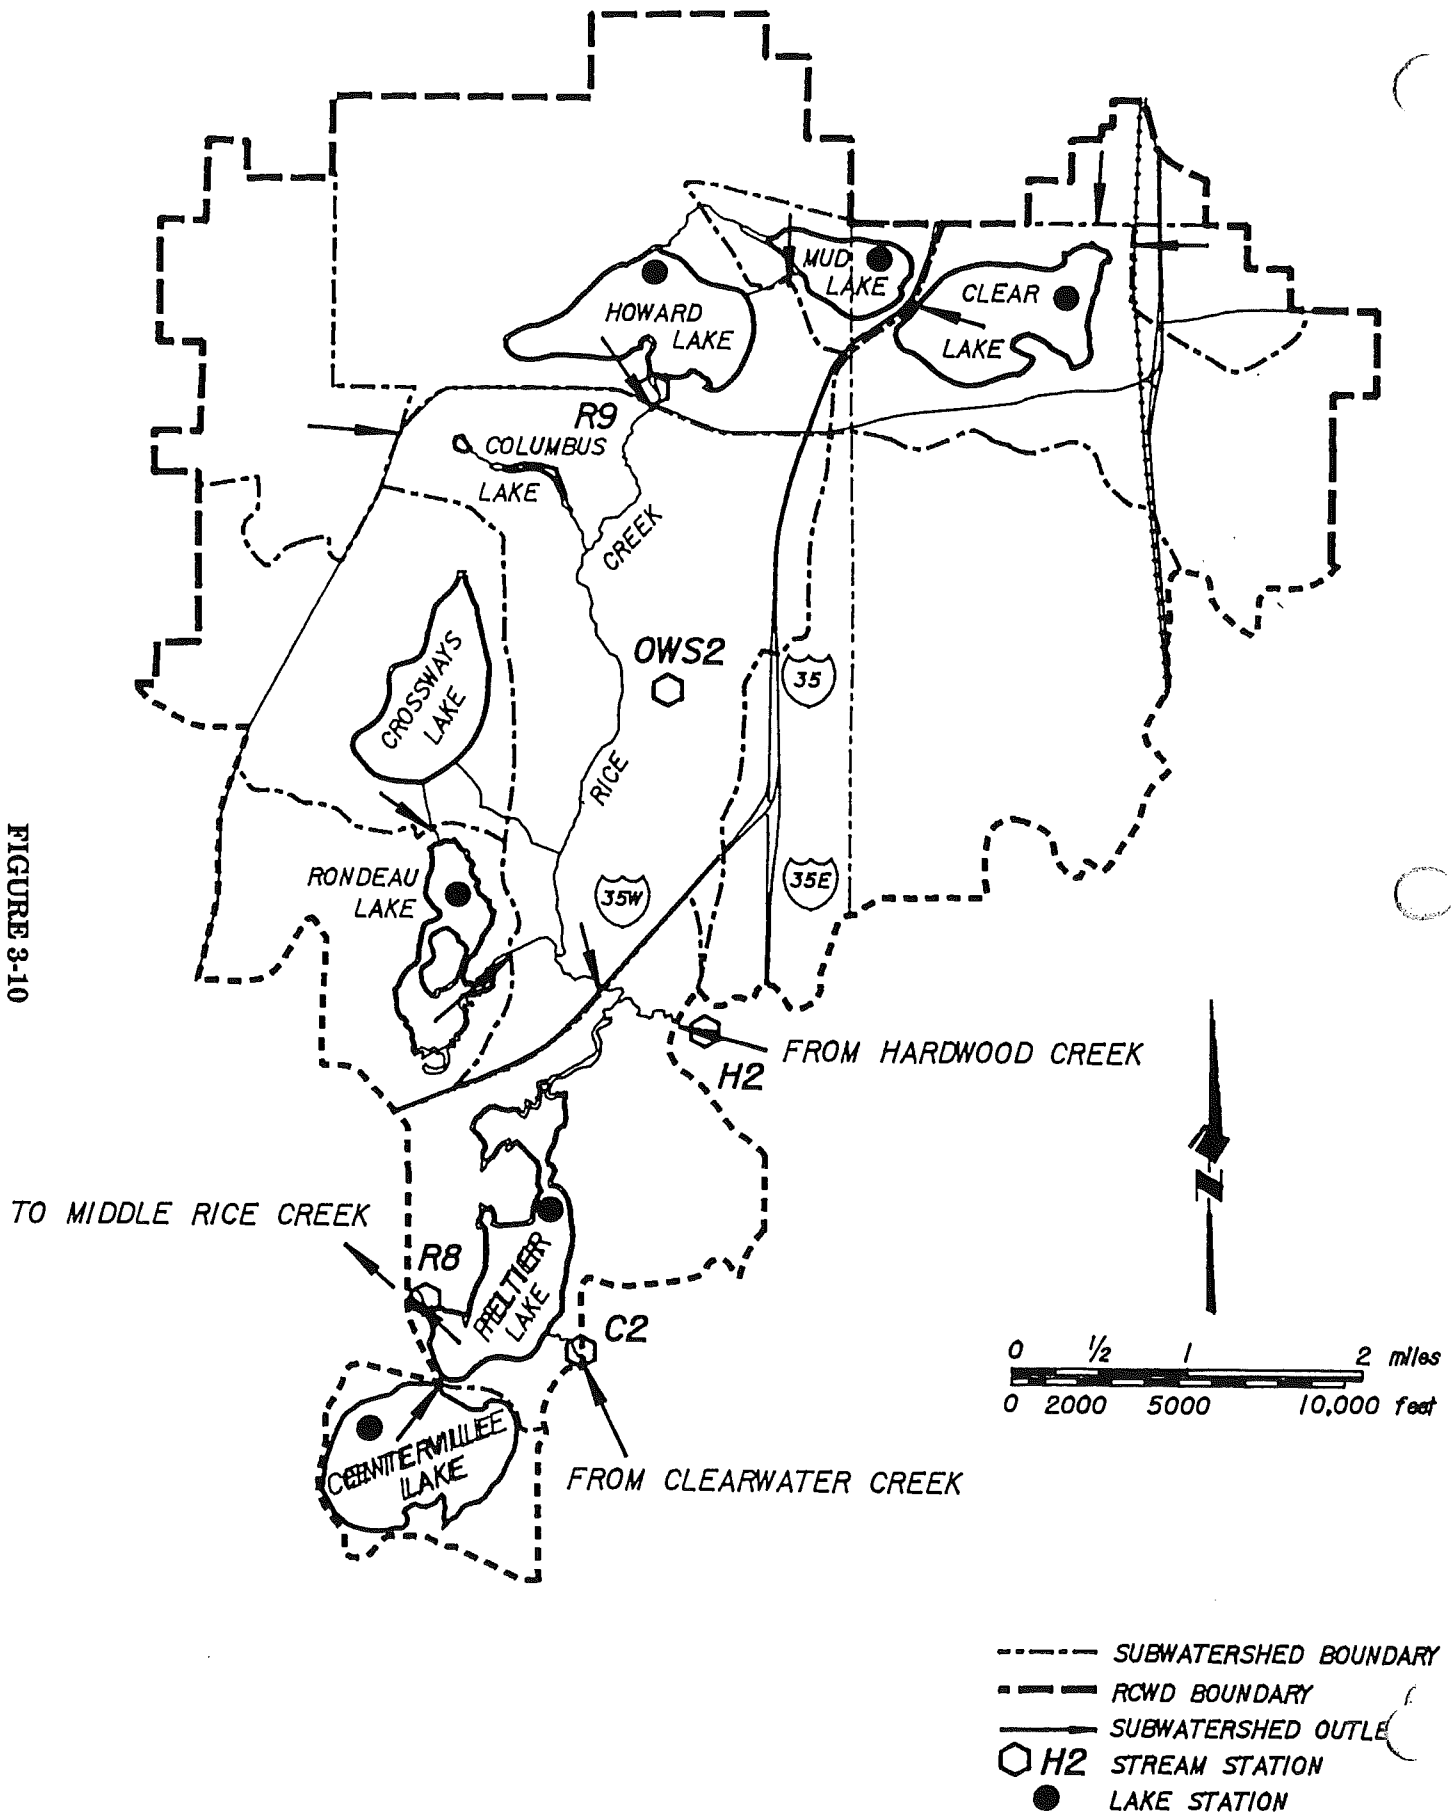 MUD
LAKE
CLEAR
LAKE
HOWARD
LAKE
R9
COLUMBUS
LAKE
CREEK
OWS2
CROSSWAYS
LAKE
35
RICE
FIGURE 3-10
RONDEAU
LAKE
35W
35E
FROM HARDWOOD CREEK
H2
TO MIDDLE RICE CREEK
R8
PELTIER
LAKE
C2
N
0 1/2 1 2 miles
0 2000 5000 10,000 feet
CENTERVILLE
LAKE
FROM CLEARWATER CREEK
SUBWATERSHED BOUNDARY
RCWD BOUNDARY
SUBWATERSHED OUTLE
H2 STREAM STATION
LAKE STATION